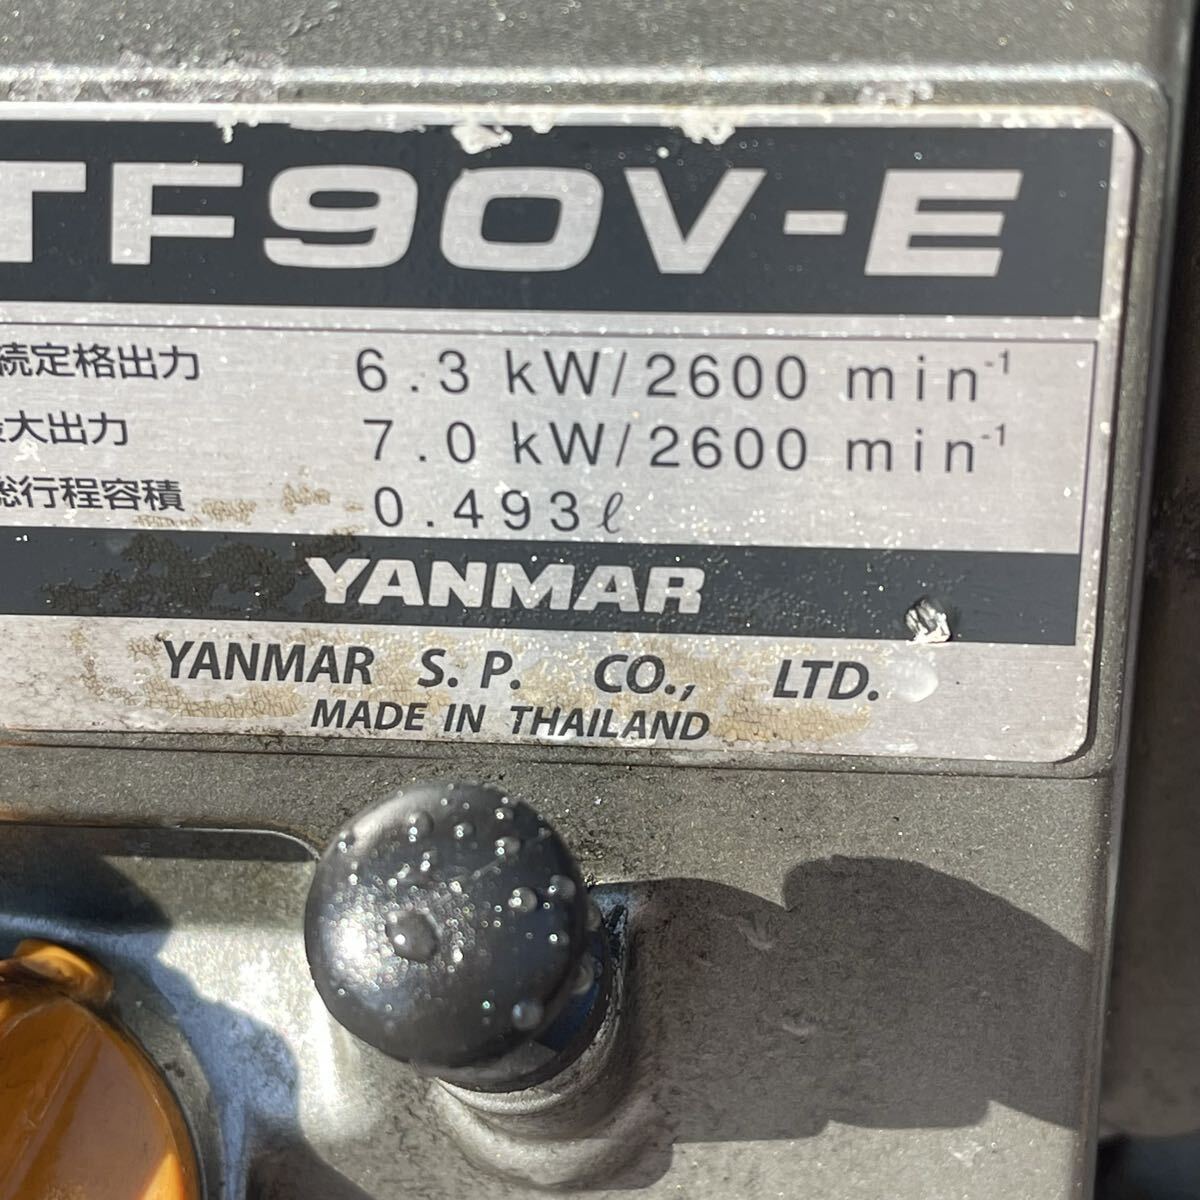 TF90V-E
続定格出力 6.3 kW/2600 min⁻¹
最大出力 7.0 kW/2600 min⁻¹
総行程容積 0.493ℓ
YANMAR
YANMAR S.P. CO., LTD.
MADE IN THAILAND